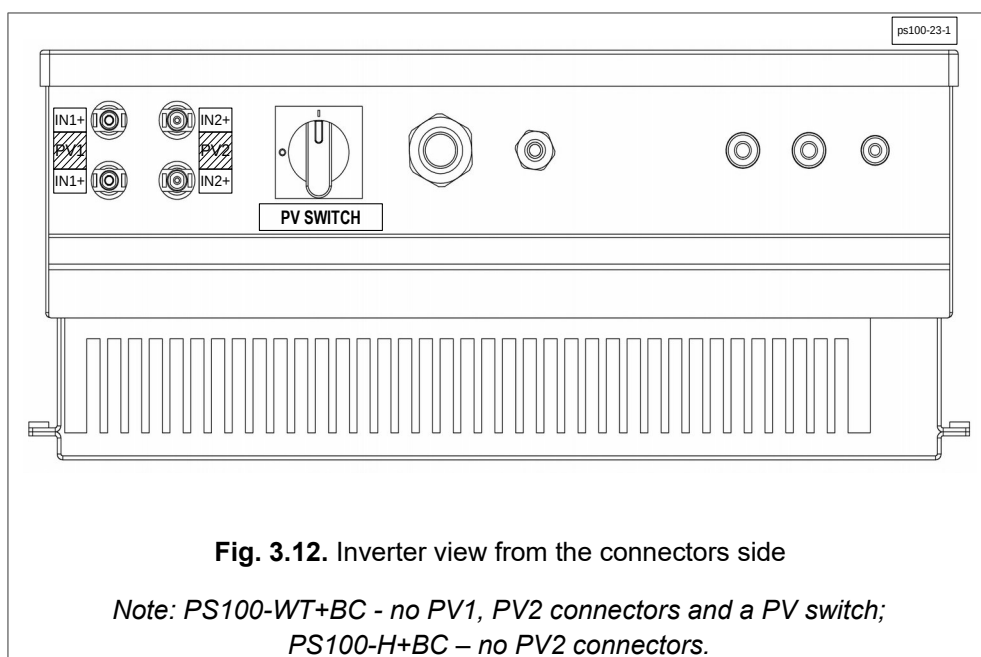 ps100-23-1
IN1+ IN2+
PV1 PV2
IN1+ IN2+
PV SWITCH
Fig. 3.12. Inverter view from the connectors side
Note: PS100-WT+BC - no PV1, PV2 connectors and a PV switch;
PS100-H+BC – no PV2 connectors.